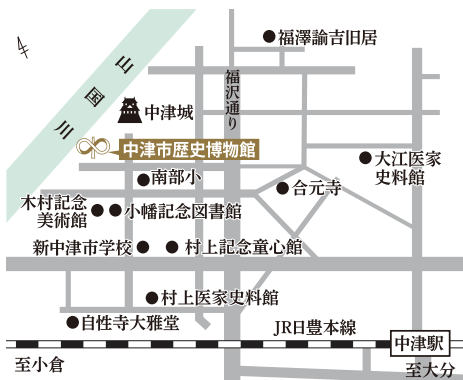 福澤諭吉旧居
山国川
福沢通り
中津城
中津市歴史博物館
大江医家
史料館
南部小
合元寺
木村記念
美術館
小幡記念図書館
新中津市学校
村上記念童心館
村上医家史料館
自性寺大雅堂
JR日豊本線
中津駅
至小倉
至大分